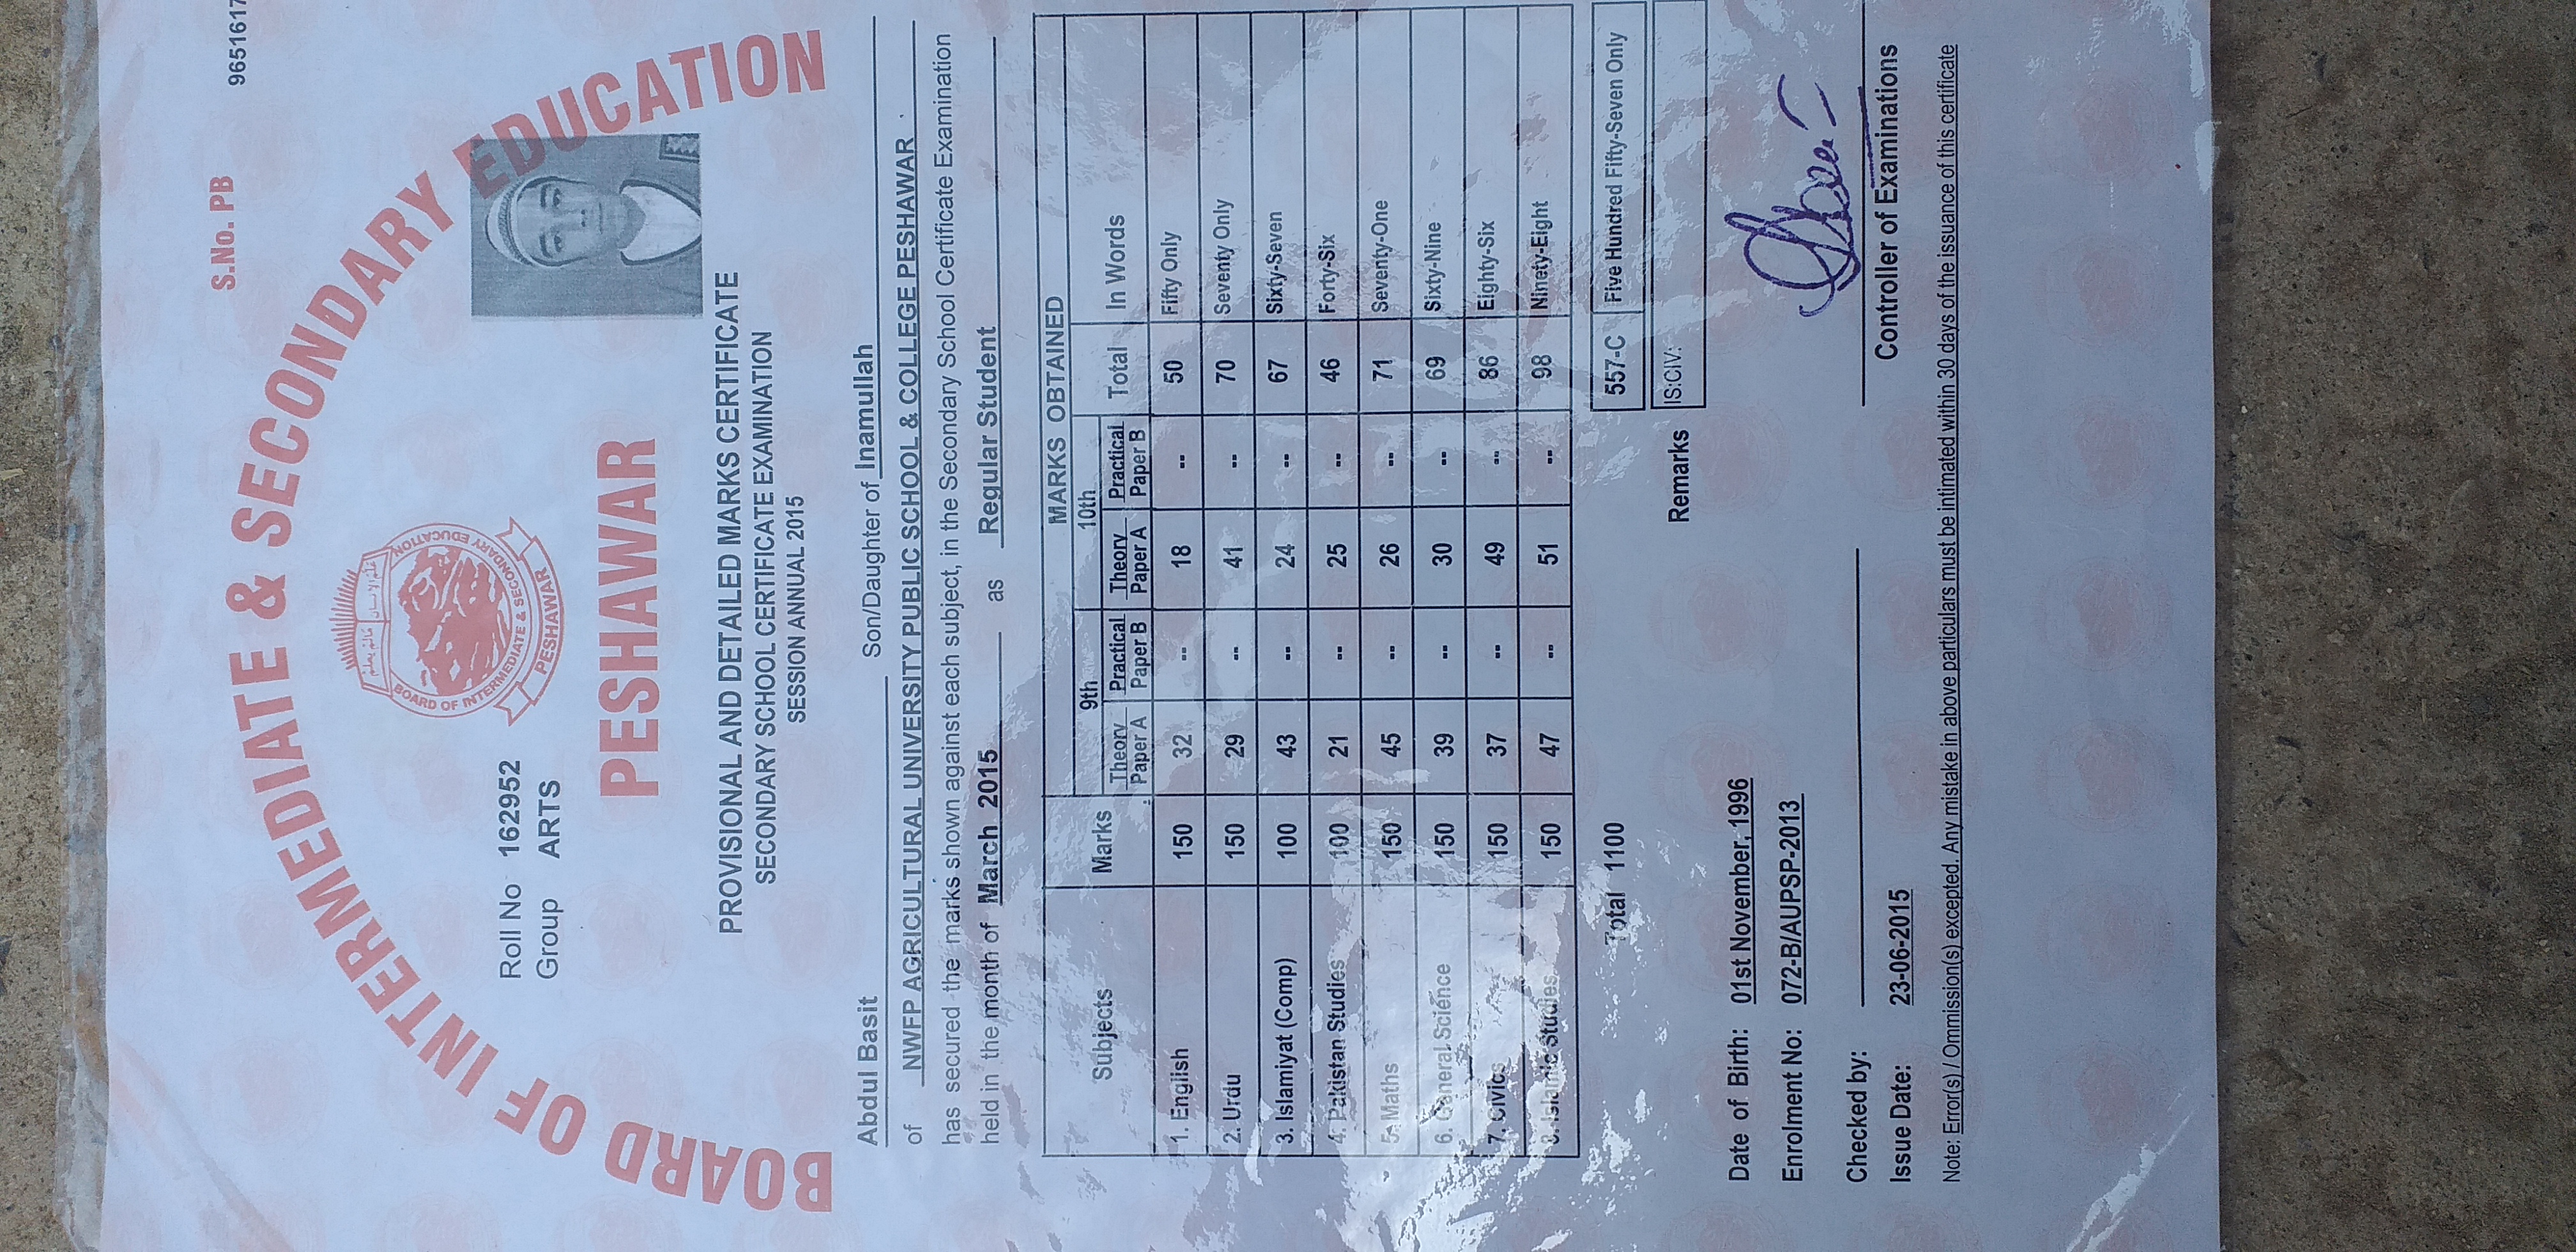 S.No. PB 9651617
BOARD OF INTERMEDIATE & SECONDARY EDUCATION
BOARD OF INTERMEDIATE & SECONDARY EDUCATION
PESHAWAR
Roll No 162952
Group ARTS
PESHAWAR
PROVISIONAL AND DETAILED MARKS CERTIFICATE
SECONDARY SCHOOL CERTIFICATE EXAMINATION
SESSION ANNUAL 2015
Abdul Basit Son/Daughter of Inamullah
of NWFP AGRICULTURAL UNIVERSITY PUBLIC SCHOOL & COLLEGE PESHAWAR
has secured the marks shown against each subject, in the Secondary School Certificate Examination
held in the month of March 2015 as Regular Student
MARKS OBTAINED
9th 10th
Subjects Marks Theory Paper A Practical Paper B Theory Paper A Practical Paper B Total In Words
1. English 150 32 -- 18 -- 50 Fifty Only
2. Urdu 150 29 -- 41 -- 70 Seventy Only
3. Islamiyat (Comp) 100 43 -- 24 -- 67 Sixty-Seven
4. Pakistan Studies 100 21 -- 25 -- 46 Forty-Six
5. Maths 150 45 -- 26 -- 71 Seventy-One
6. General Science 150 39 -- 30 -- 69 Sixty-Nine
7. Civics 150 37 -- 49 -- 86 Eighty-Six
8. Islamic Studies 150 47 -- 51 -- 98 Ninety-Eight
Total 1100 557-C Five Hundred Fifty-Seven Only
Remarks IS:CIV:
Date of Birth: 01st November, 1996
Enrolment No: 072-B/AUPSP-2013
Checked by:
Controller of Examinations
Issue Date: 23-06-2015
Note: Error(s) / Ommission(s) excepted. Any mistake in above particulars must be intimated within 30 days of the issuance of this certificate